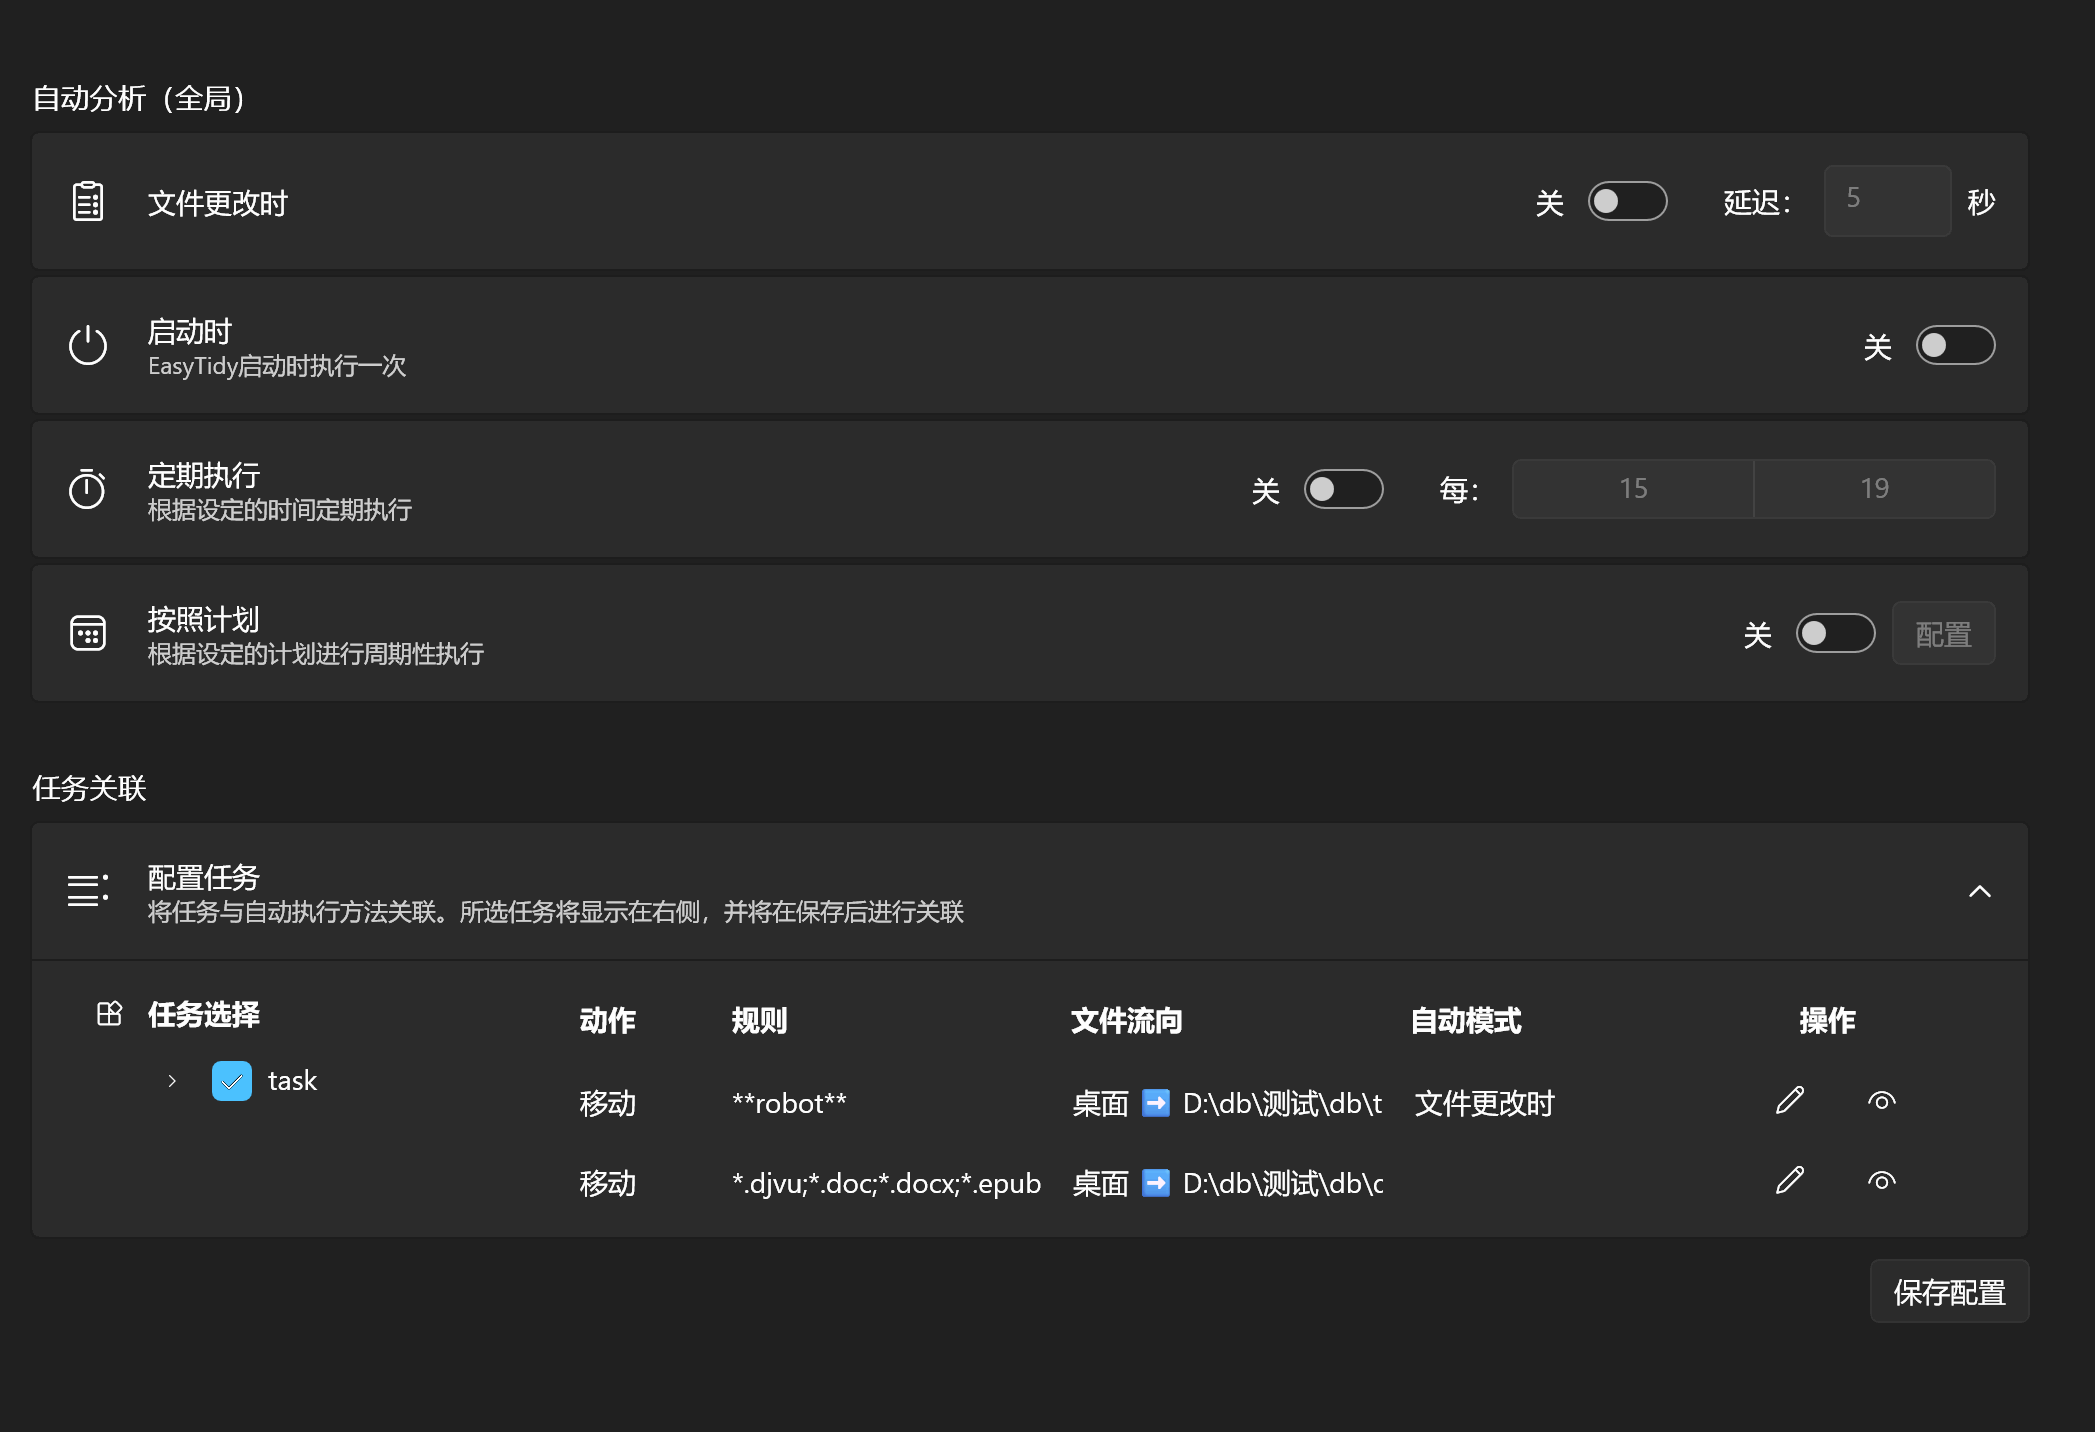 自动分析（全局）
文件更改时
关
延迟：
5
秒
启动时
EasyTidy启动时执行一次
关
定期执行
根据设定的时间定期执行
关
每：
15
19
按照计划
根据设定的计划进行周期性执行
关
配置
任务关联
配置任务
将任务与自动执行方法关联。所选任务将显示在右侧，并将在保存后进行关联
任务选择
task
动作 规则 文件流向 自动模式 操作
移动 **robot** 桌面 ➡️ D:\db\测试\db\t 文件更改时
移动 *.djvu;*.doc;*.docx;*.epub 桌面 ➡️ D:\db\测试\db\
保存配置